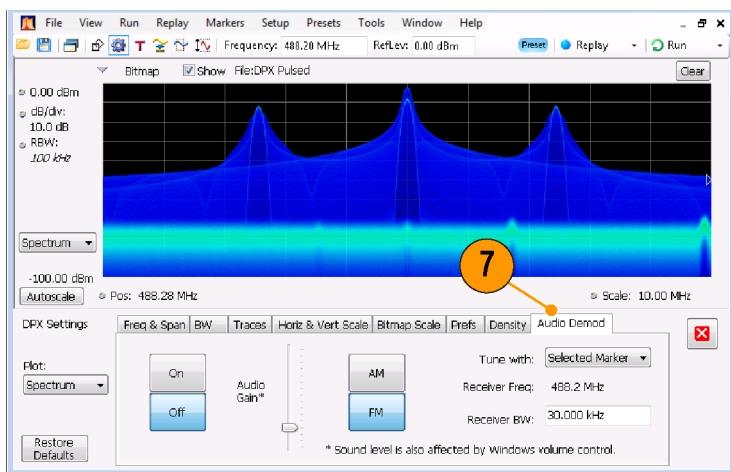 File View Run Replay Markers Setup Presets Tools Window Help
T Frequency: 488.20 MHz RefLev: 0.00 dBm Preset Replay Run
Bitmap Show File:DPX Pulsed Clear
0.00 dBm
dB/div:
10.0 dB
RBW:
100 kHz
Spectrum
7
-100.00 dBm
Autoscale Pos: 488.28 MHz Scale: 10.00 MHz
DPX Settings Freq & Span BW Traces Horiz & Vert Scale Bitmap Scale Prefs Density Audio Demod
Plot:
Spectrum
Restore
Defaults
On
Off
Audio
Gain*
AM
FM
Tune with: Selected Marker
Receiver Freq: 488.2 MHz
Receiver BW: 30.000 kHz
* Sound level is also affected by Windows volume control.